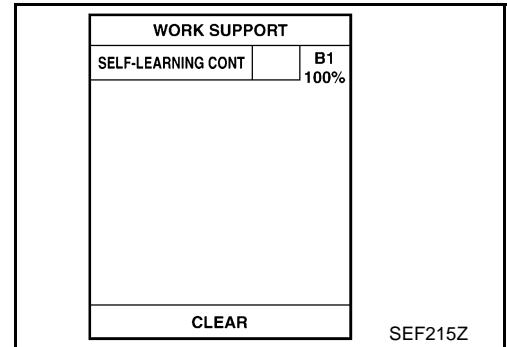 WORK SUPPORT
SELF-LEARNING CONT B1
100%
CLEAR
SEF215Z